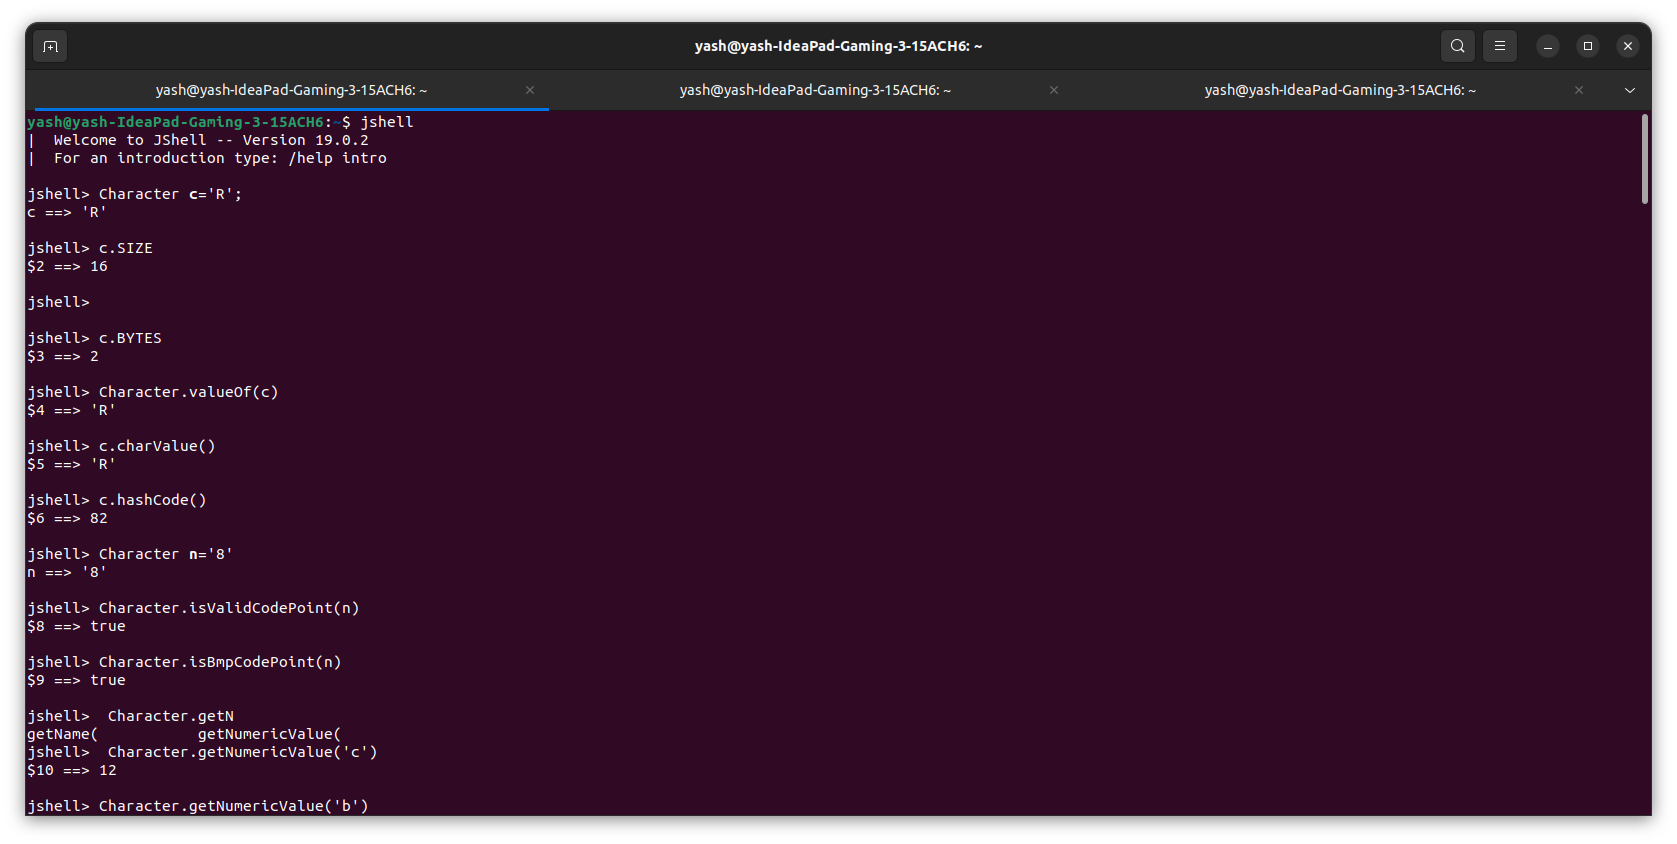 yash@yash-IdeaPad-Gaming-3-15ACH6: ~
yash@yash-IdeaPad-Gaming-3-15ACH6: ~
yash@yash-IdeaPad-Gaming-3-15ACH6: ~
yash@yash-IdeaPad-Gaming-3-15ACH6: ~
yash@yash-IdeaPad-Gaming-3-15ACH6:~$ jshell
|  Welcome to JShell -- Version 19.0.2
|  For an introduction type: /help intro
jshell> Character c='R';
c ==> 'R'
jshell> c.SIZE
$2 ==> 16
jshell>
jshell> c.BYTES
$3 ==> 2
jshell> Character.valueOf(c)
$4 ==> 'R'
jshell> c.charValue()
$5 ==> 'R'
jshell> c.hashCode()
$6 ==> 82
jshell> Character n='8'
n ==> '8'
jshell> Character.isValidCodePoint(n)
$8 ==> true
jshell> Character.isBmpCodePoint(n)
$9 ==> true
jshell>  Character.getN
getName(           getNumericValue(
jshell>  Character.getNumericValue('c')
$10 ==> 12
jshell> Character.getNumericValue('b')